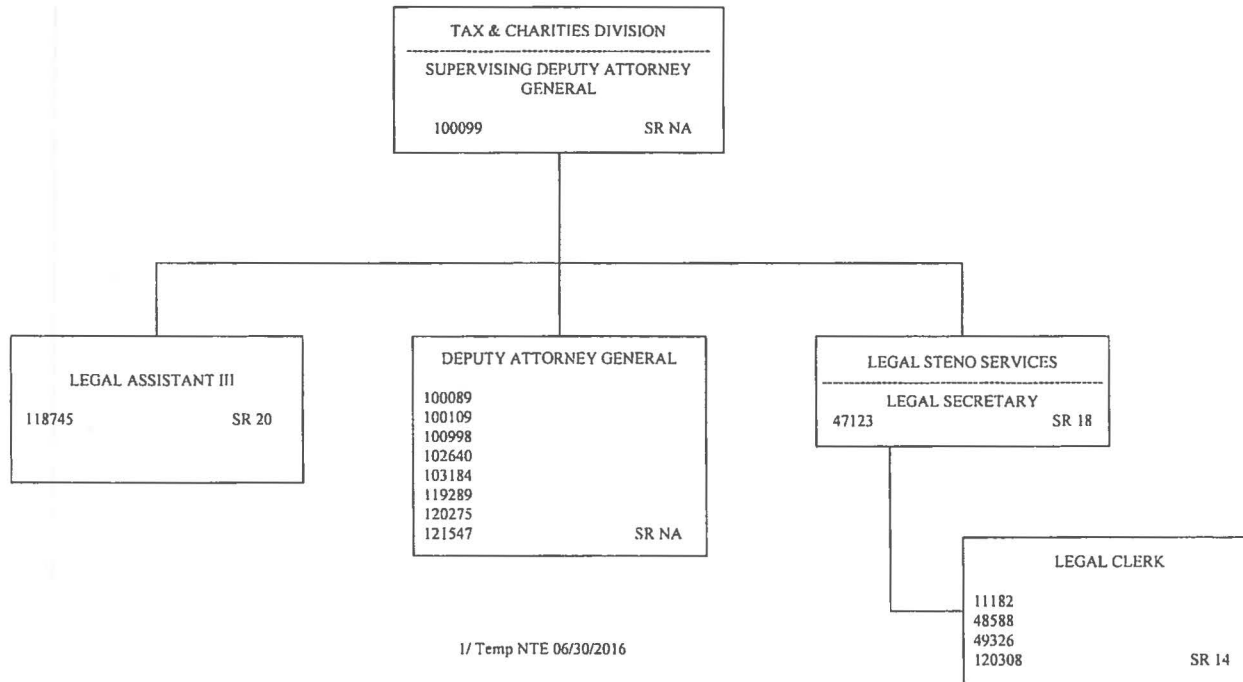 TAX & CHARITIES DIVISION
SUPERVISING DEPUTY ATTORNEY
GENERAL
100099 SR NA
LEGAL ASSISTANT III
118745 SR 20
DEPUTY ATTORNEY GENERAL
100089
100109
100998
102640
103184
119289
120275
121547 SR NA
LEGAL STENO SERVICES
LEGAL SECRETARY
47123 SR 18
LEGAL CLERK
11182
48588
49326
120308 SR 14
1/ Temp NTE 06/30/2016